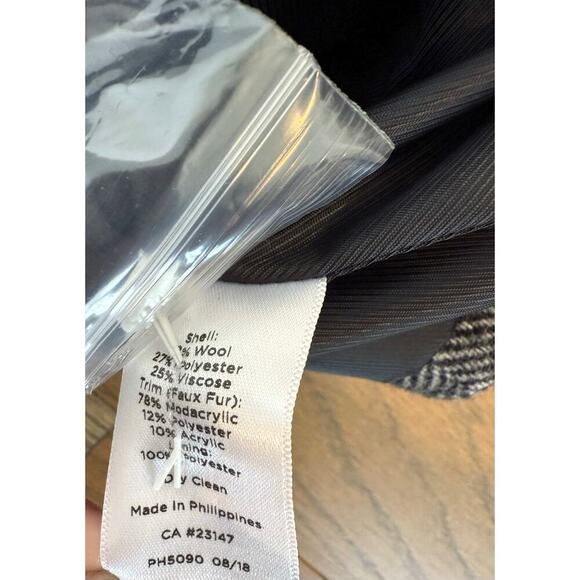 Shell:
% Wool
27% Polyester
25% Viscose
Trim (Faux Fur):
78% Modacrylic
12% Polyester
10% Acrylic
Lining:
100% Polyester
Dry Clean
Made In Philippines
CA #23147
PH5090 08/18